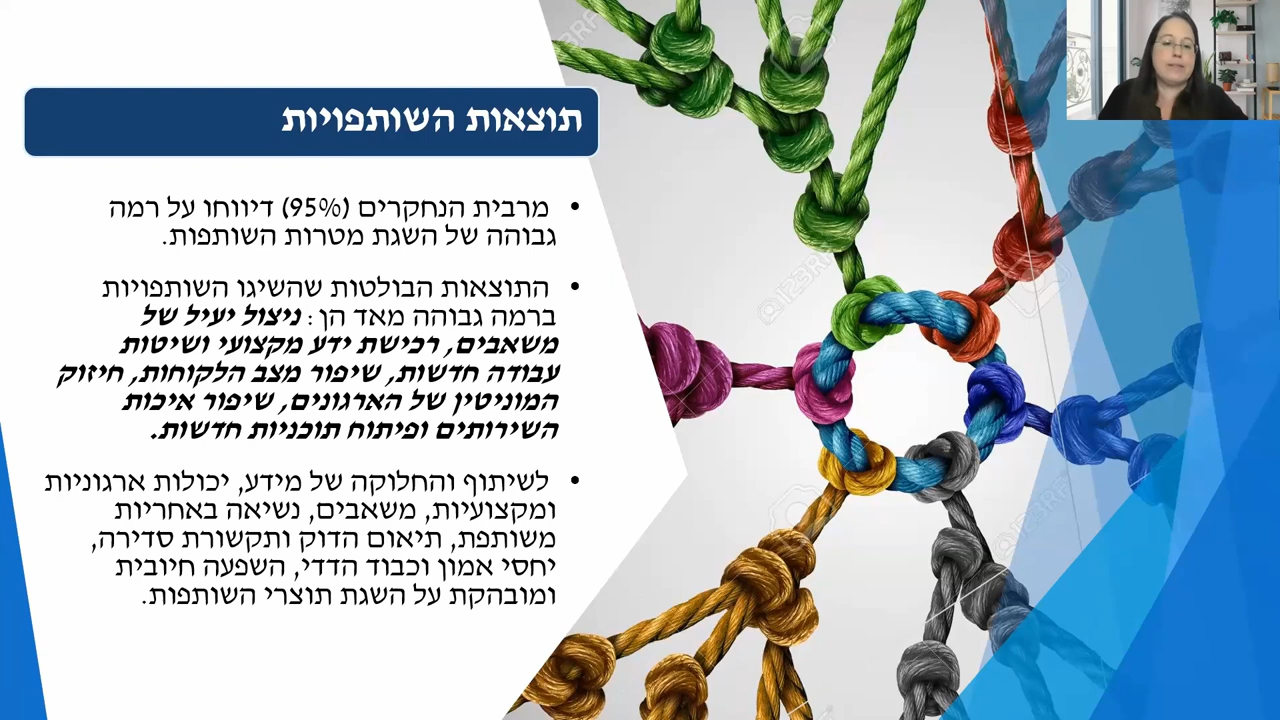 תוצאות השותפויות
• מרבית הנחקרים (95%) דיווחו על רמה
גבוהה של השגת מטרות השותפות.
• התוצאות הבולטות שהשיגו השותפויות
ברמה גבוהה מאד הן: ניצול יעיל של
משאבים, רכישת ידע מקצועי ושיטות
עבודה חדשות, שיפור מצב הלקוחות, חיזוק
המוניטין של הארגונים, שיפור איכות
השירותים ופיתוח תוכניות חדשות.
• לשיתוף והחלוקה של מידע, יכולות ארגוניות
ומקצועיות, משאבים, נשיאה באחריות
משותפת, תיאום הדוק ותקשורת סדירה,
יחסי אמון וכבוד הדדי, השפעה חיובית
ומובהקת על השגת תוצרי השותפות.